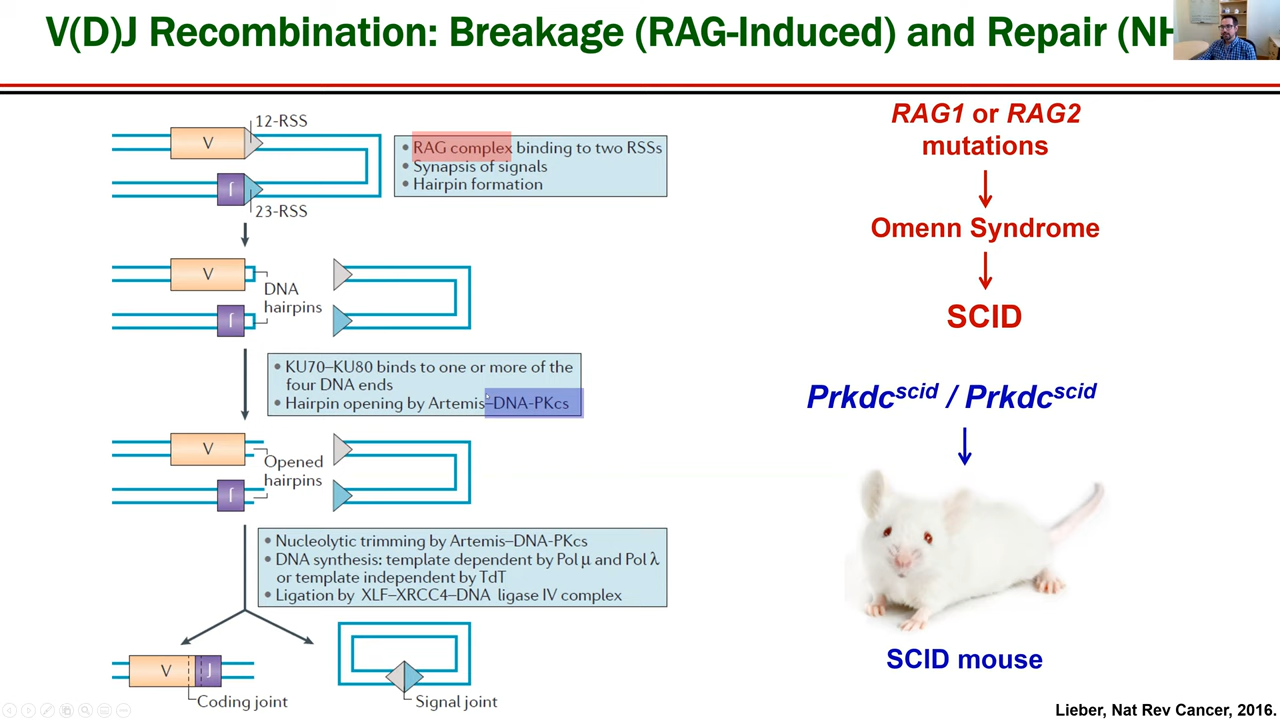 V(D)J Recombination: Breakage (RAG-Induced) and Repair (NH
12-RSS
V
J
23-RSS
• RAG complex binding to two RSSs
• Synapsis of signals
• Hairpin formation
V
J
DNA
hairpins
• KU70–KU80 binds to one or more of the
four DNA ends
• Hairpin opening by Artemis–DNA-PKcs
V
J
Opened
hairpins
• Nucleolytic trimming by Artemis–DNA-PKcs
• DNA synthesis: template dependent by Pol μ and Pol λ
or template independent by TdT
• Ligation by XLF–XRCC4–DNA ligase IV complex
V
J
Coding joint
Signal joint
RAG1 or RAG2
mutations
Omenn Syndrome
SCID
Prkdcscid / Prkdcscid
SCID mouse
Lieber, Nat Rev Cancer, 2016.